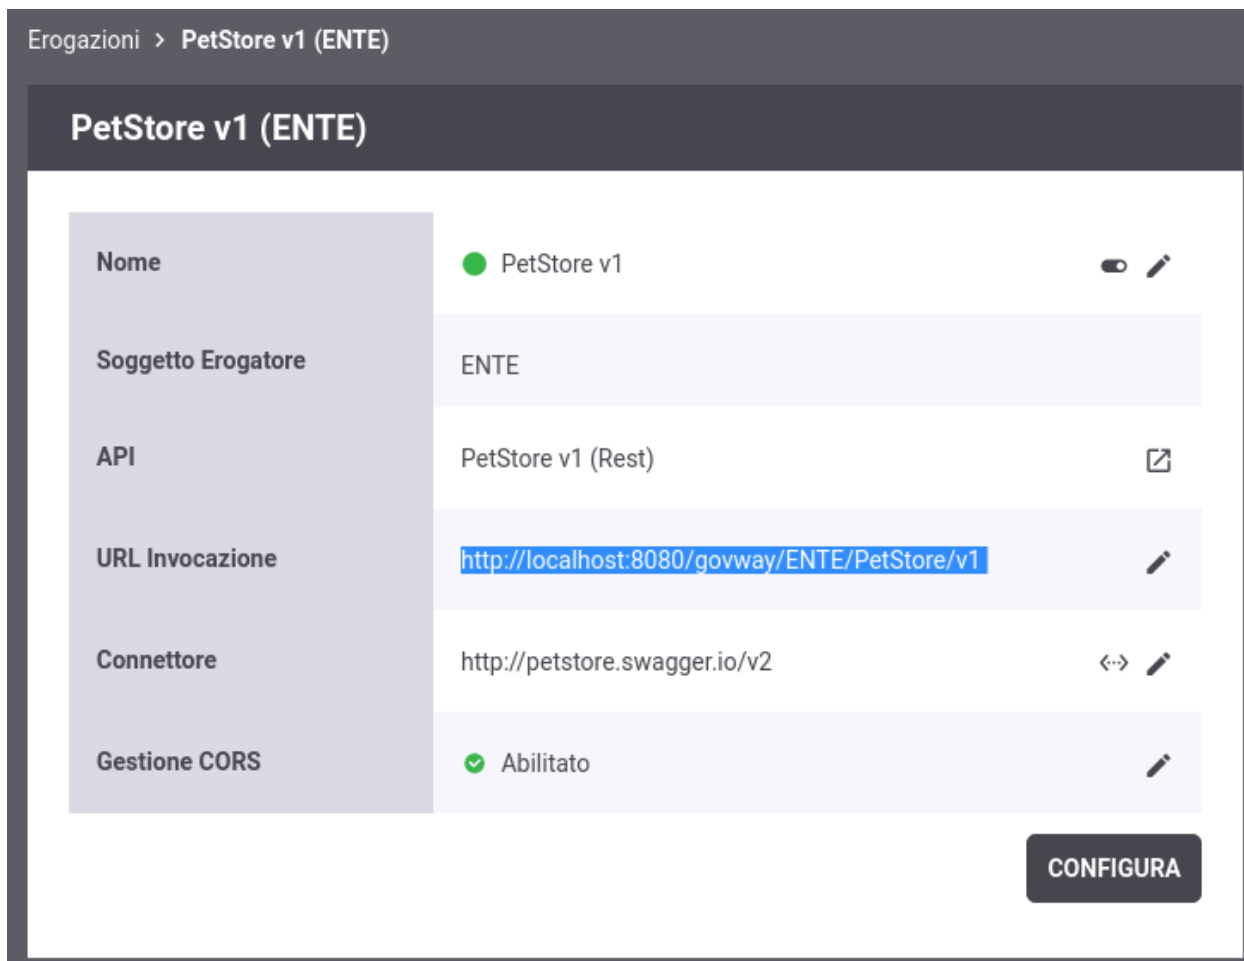 Erogazioni > PetStore v1 (ENTE)
PetStore v1 (ENTE)
Nome PetStore v1
Soggetto Erogatore ENTE
API PetStore v1 (Rest)
URL Invocazione http://localhost:8080/govway/ENTE/PetStore/v1
Connettore http://petstore.swagger.io/v2
Gestione CORS Abilitato
CONFIGURA